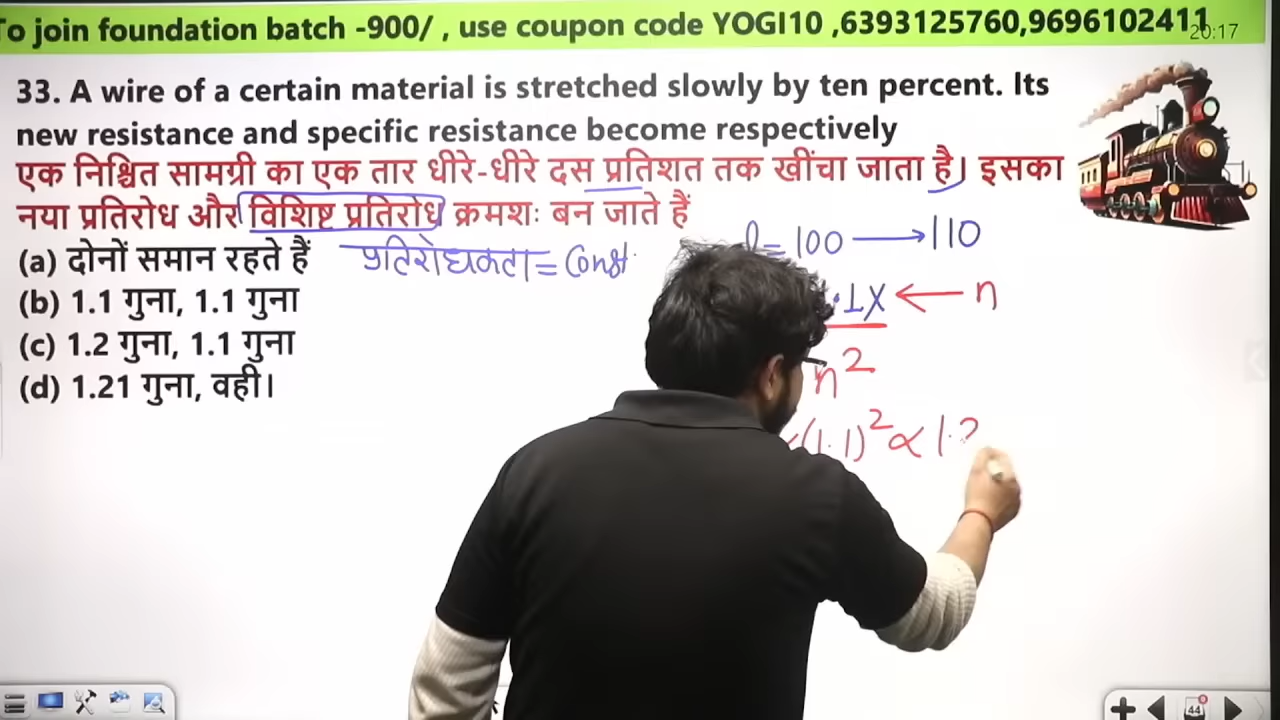 To join foundation batch -900/ , use coupon code YOGI10 ,6393125760,9696102411
20:17
33. A wire of a certain material is stretched slowly by ten percent. Its
new resistance and specific resistance become respectively
एक निश्चित सामग्री का एक तार धीरे-धीरे दस प्रतिशत तक खींचा जाता है। इसका
नया प्रतिरोध और विशिष्ट प्रतिरोध क्रमशः बन जाते हैं
(a) दोनों समान रहते हैं
प्रतिरोधकता = Const.
l = 100 → 110
(b) 1.1 गुना, 1.1 गुना
.1X ← n
(c) 1.2 गुना, 1.1 गुना
n²
(d) 1.21 गुना, वही।
(1.1)² ∝ 1.2
44